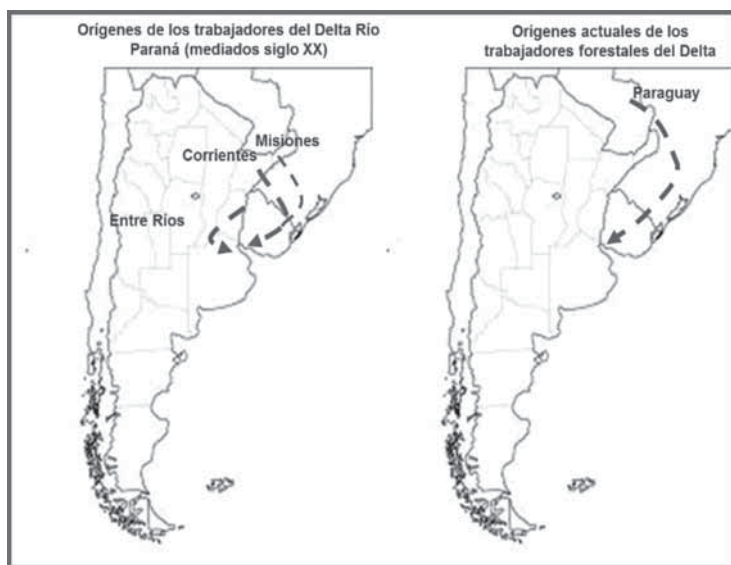 Orígenes de los trabajadores del Delta Río
Paraná (mediados siglo XX)
Misiones
Corrientes
Entre Ríos
Orígenes actuales de los
trabajadores forestales del Delta
Paraguay